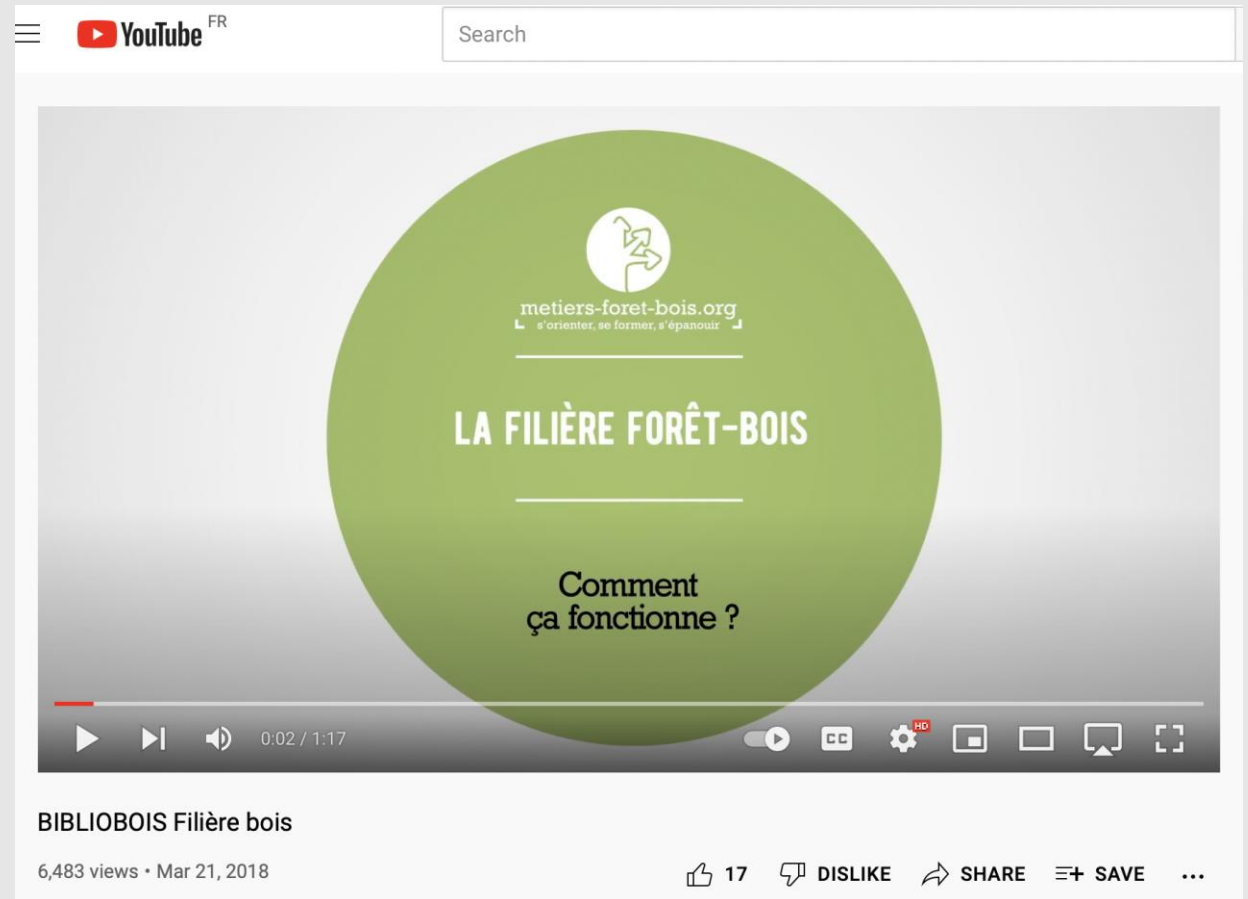 YouTube FR
Search
metiers-foret-bois.org
s'orienter, se former, s'épanouir
LA FILIÈRE FORÊT-BOIS
Comment
ça fonctionne ?
0:02 / 1:17
CC
HD
BIBLIOBOIS Filière bois
6,483 views • Mar 21, 2018
17 DISLIKE SHARE SAVE ...